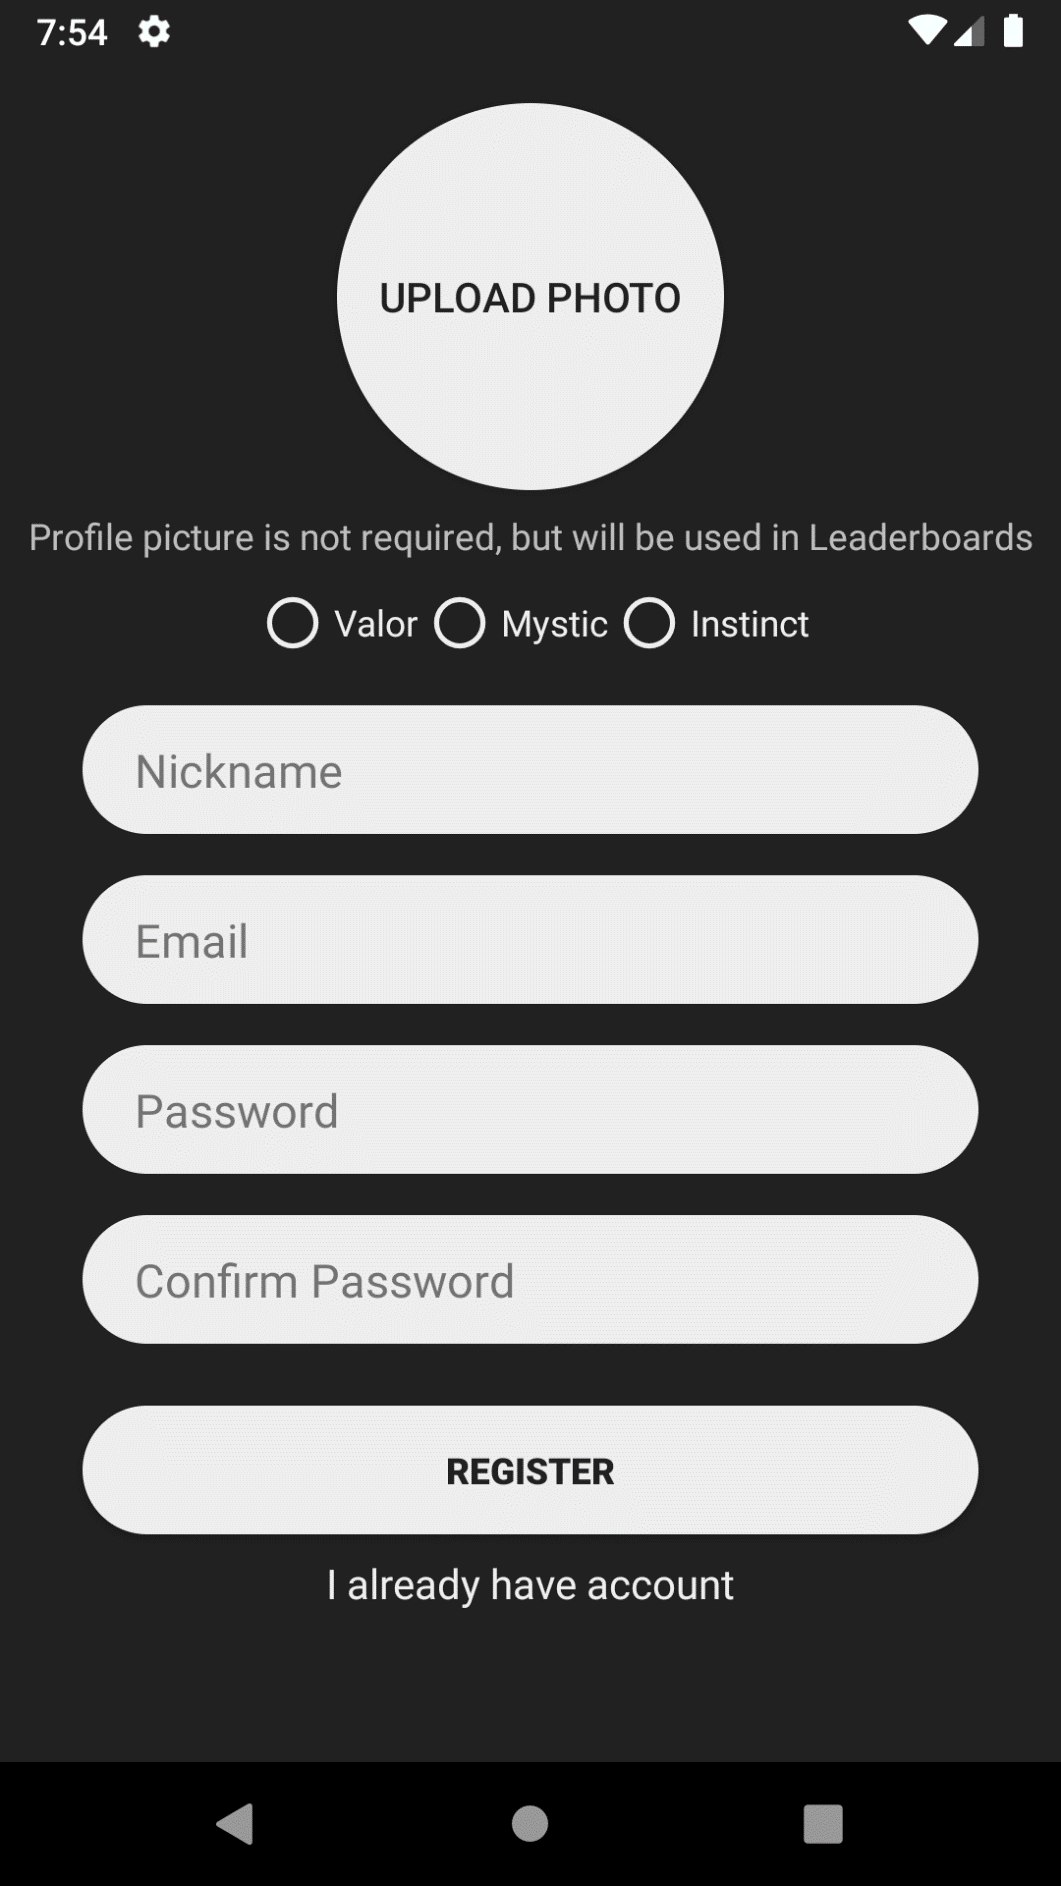 7:54
UPLOAD PHOTO
Profile picture is not required, but will be used in Leaderboards
Valor Mystic Instinct
Nickname
Email
Password
Confirm Password
REGISTER
I already have account